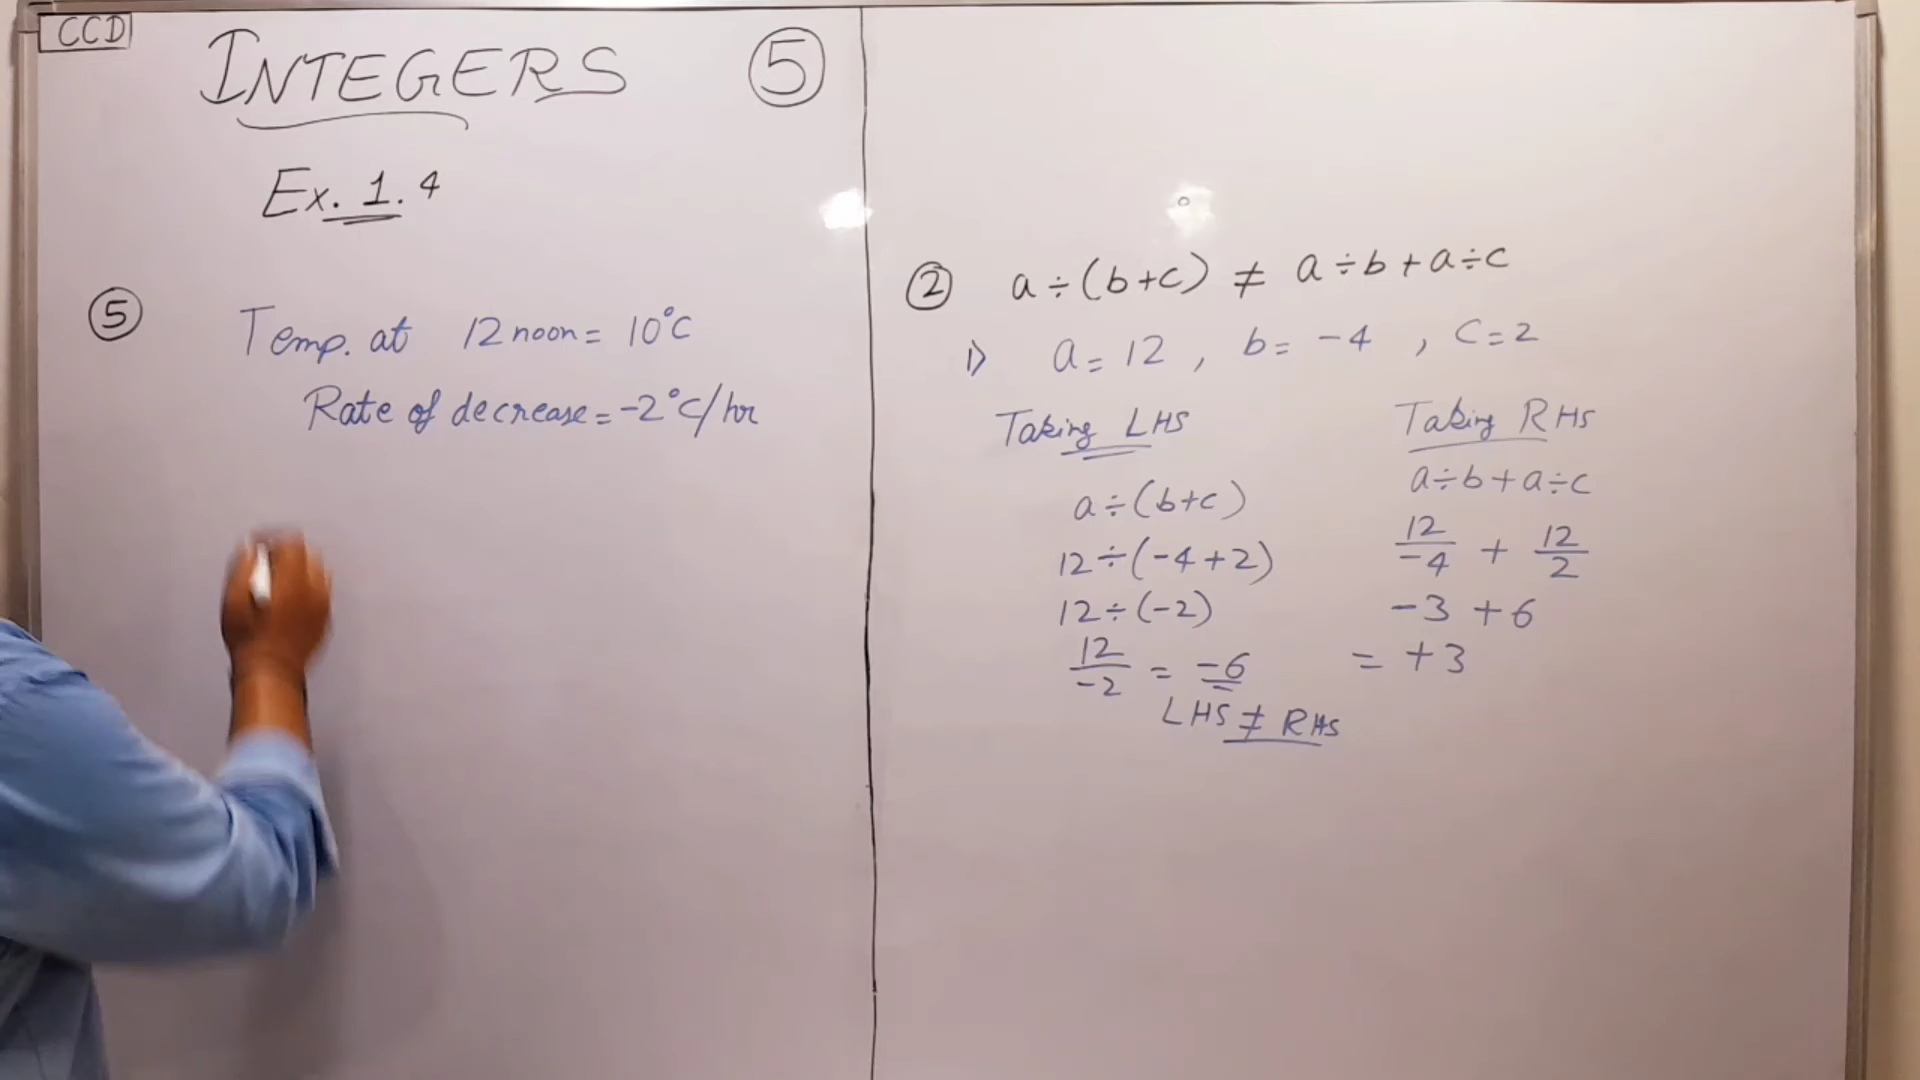 CCD
INTEGERS ⑤
Ex. 1.4
⑤ Temp. at 12 noon = 10°C
Rate of decrease = -2°C/hr
② a ÷ (b+c) ≠ a÷b + a÷c
1) a = 12 , b = -4 , C = 2
Taking LHS
a ÷ (b+c)
12 ÷ (-4+2)
12 ÷ (-2)
12/-2 = -6
Taking RHS
a÷b + a÷c
12/-4 + 12/2
-3 + 6
= +3
LHS ≠ RHS